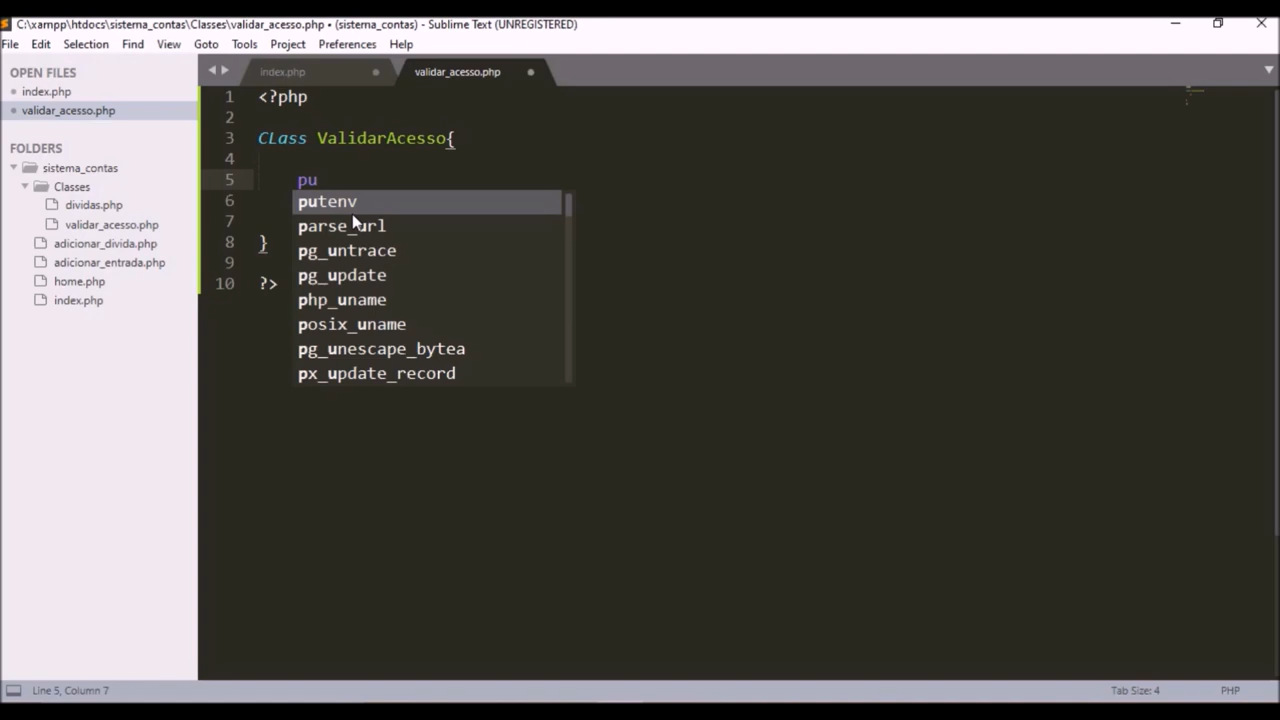 C:\xampp\htdocs\sistema_contas\Classes\validar_acesso.php • (sistema_contas) - Sublime Text (UNREGISTERED)
File Edit Selection Find View Goto Tools Project Preferences Help
OPEN FILES
index.php
validar_acesso.php
FOLDERS
sistema_contas
Classes
dividas.php
validar_acesso.php
adicionar_divida.php
adicionar_entrada.php
home.php
index.php
index.php validar_acesso.php
1 <?php
2
3 CLass ValidarAcesso{
4
5 pu
6 putenv
parse_url
7
pg_untrace
8 }
9
pg_update
10 ?>
php_uname
posix_uname
pg_unescape_bytea
px_update_record
Line 5, Column 7 Tab Size: 4 PHP